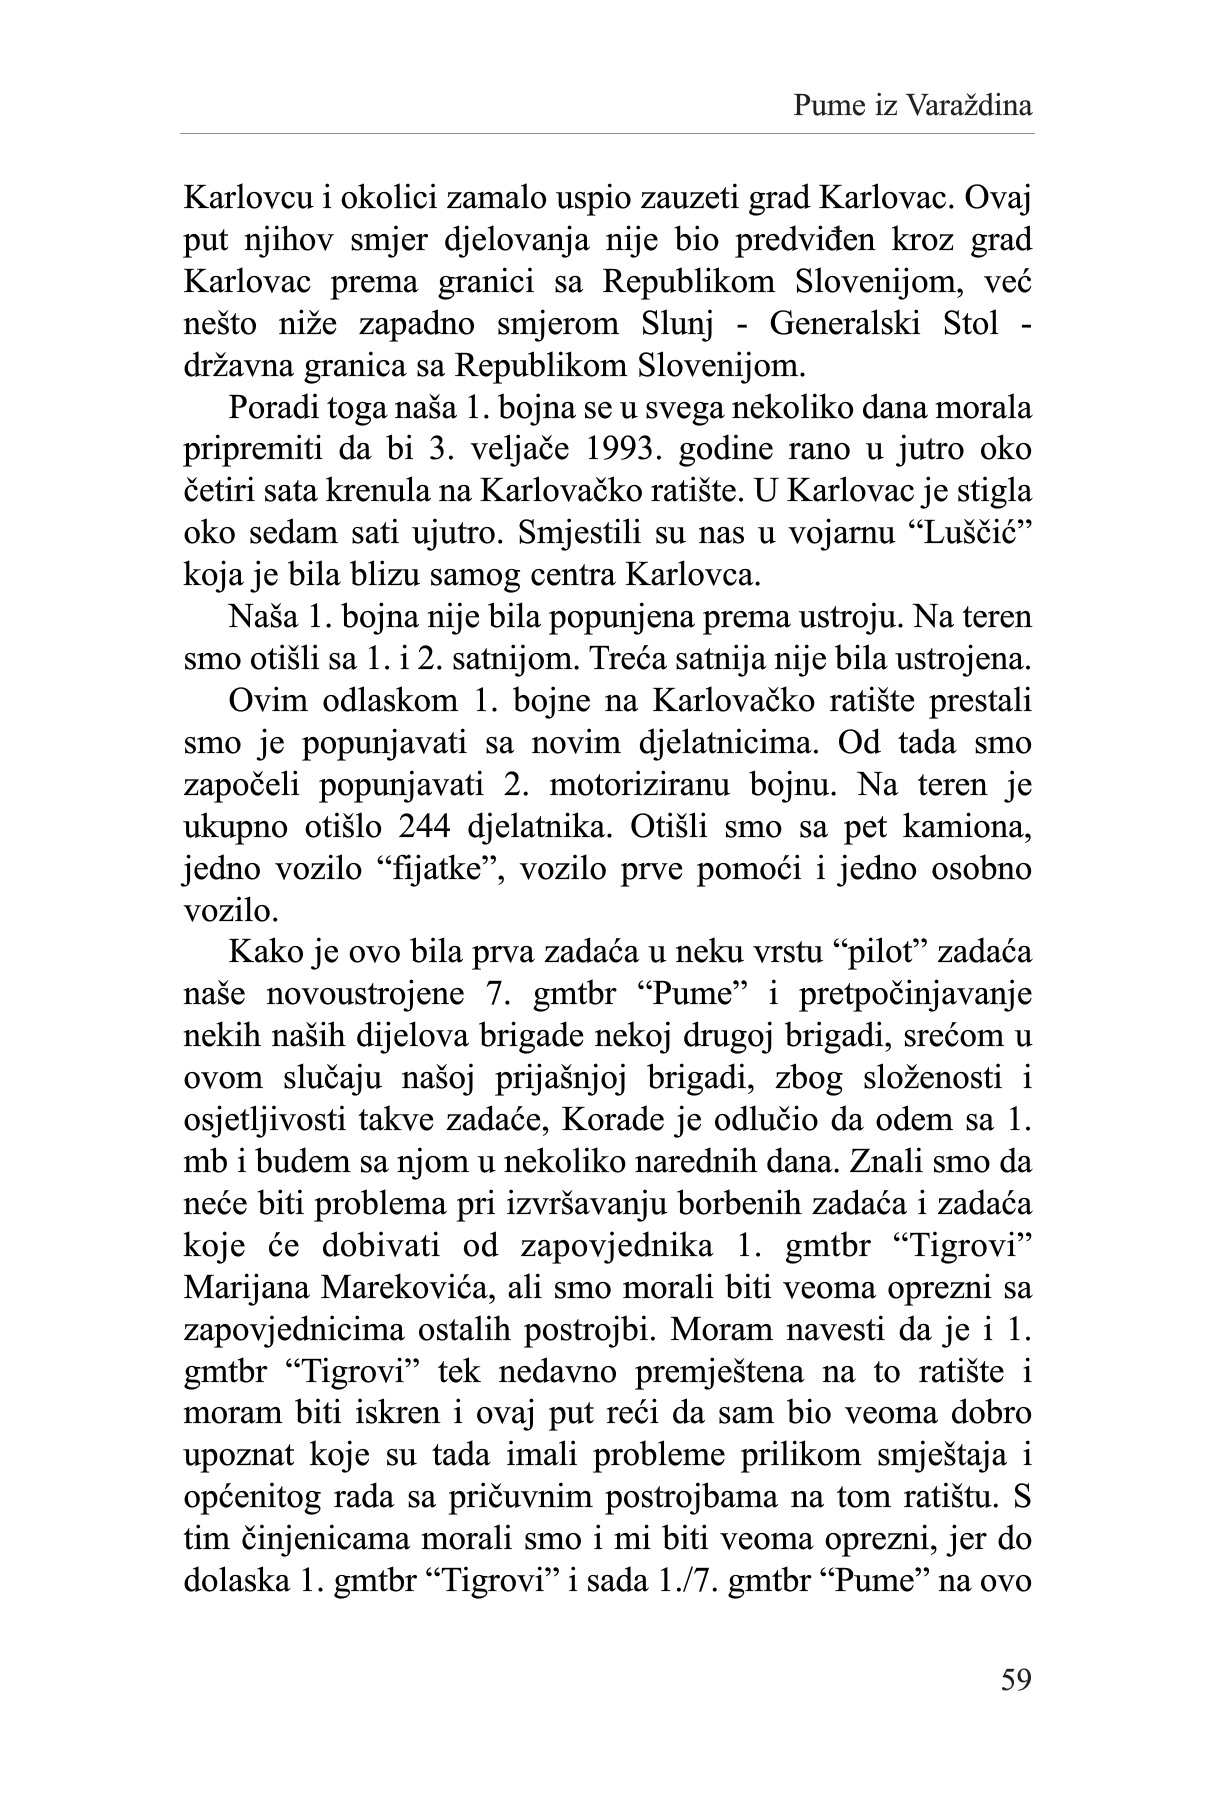 Pume iz Varaždina
Karlovcu i okolici zamalo uspio zauzeti grad Karlovac. Ovaj
put njihov smjer djelovanja nije bio predviđen kroz grad
Karlovac prema granici sa Republikom Slovenijom, već
nešto niže zapadno smjerom Slunj - Generalski Stol -
državna granica sa Republikom Slovenijom.
Poradi toga naša 1. bojna se u svega nekoliko dana morala
pripremiti da bi 3. veljače 1993. godine rano u jutro oko
četiri sata krenula na Karlovačko ratište. U Karlovac je stigla
oko sedam sati ujutro. Smjestili su nas u vojarnu “Luščić”
koja je bila blizu samog centra Karlovca.
Naša 1. bojna nije bila popunjena prema ustroju. Na teren
smo otišli sa 1. i 2. satnijom. Treća satnija nije bila ustrojena.
Ovim odlaskom 1. bojne na Karlovačko ratište prestali
smo je popunjavati sa novim djelatnicima. Od tada smo
započeli popunjavati 2. motoriziranu bojnu. Na teren je
ukupno otišlo 244 djelatnika. Otišli smo sa pet kamiona,
jedno vozilo “fijatke”, vozilo prve pomoći i jedno osobno
vozilo.
Kako je ovo bila prva zadaća u neku vrstu “pilot” zadaća
naše novoustrojene 7. gmtbr “Pume” i pretpočinjavanje
nekih naših dijelova brigade nekoj drugoj brigadi, srećom u
ovom slučaju našoj prijašnjoj brigadi, zbog složenosti i
osjetljivosti takve zadaće, Korade je odlučio da odem sa 1.
mb i budem sa njom u nekoliko narednih dana. Znali smo da
neće biti problema pri izvršavanju borbenih zadaća i zadaća
koje će dobivati od zapovjednika 1. gmtbr “Tigrovi”
Marijana Marekovića, ali smo morali biti veoma oprezni sa
zapovjednicima ostalih postrojbi. Moram navesti da je i 1.
gmtbr “Tigrovi” tek nedavno premještena na to ratište i
moram biti iskren i ovaj put reći da sam bio veoma dobro
upoznat koje su tada imali probleme prilikom smještaja i
općenitog rada sa pričuvnim postrojbama na tom ratištu. S
tim činjenicama morali smo i mi biti veoma oprezni, jer do
dolaska 1. gmtbr “Tigrovi” i sada 1./7. gmtbr “Pume” na ovo
59